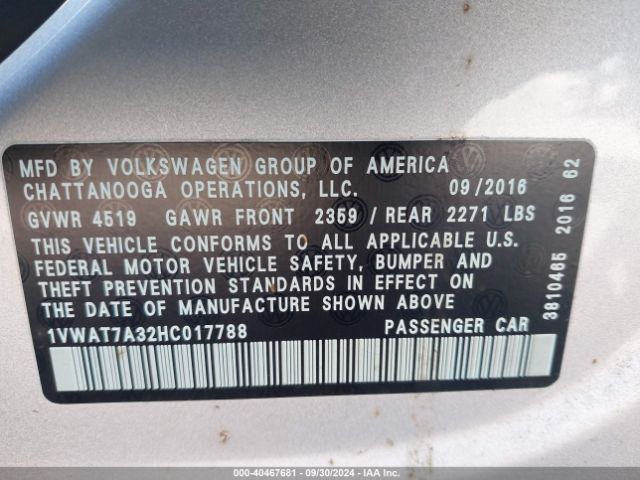 MFD BY VOLKSWAGEN GROUP OF AMERICA
CHATTANOOGA OPERATIONS, LLC. 09/2016
GVWR 4519 GAWR FRONT 2359 / REAR 2271 LBS
THIS VEHICLE CONFORMS TO ALL APPLICABLE U.S.
FEDERAL MOTOR VEHICLE SAFETY, BUMPER AND
THEFT PREVENTION STANDARDS IN EFFECT ON
THE DATE OF MANUFACTURE SHOWN ABOVE
1VWAT7A32HC017788 PASSENGER CAR
3810465 2016 62
000-40467681 - 09/30/2024 - IAA Inc.